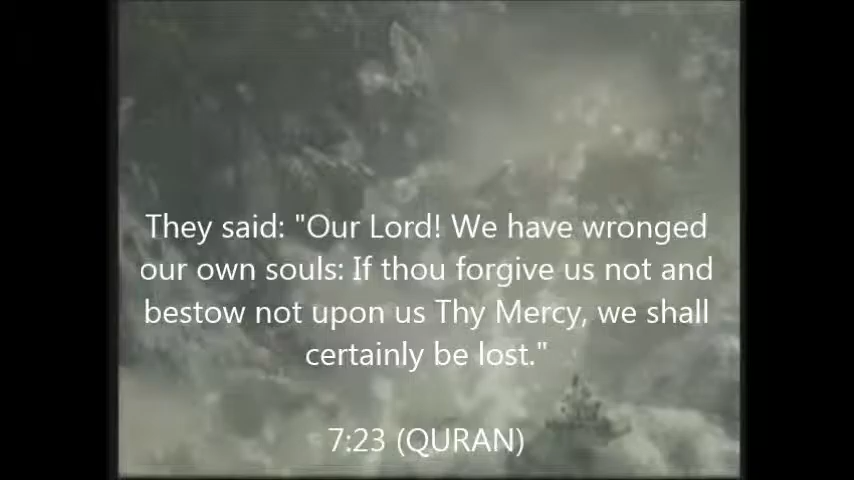 They said: "Our Lord! We have wronged
our own souls: If thou forgive us not and
bestow not upon us Thy Mercy, we shall
certainly be lost."
7:23 (QURAN)